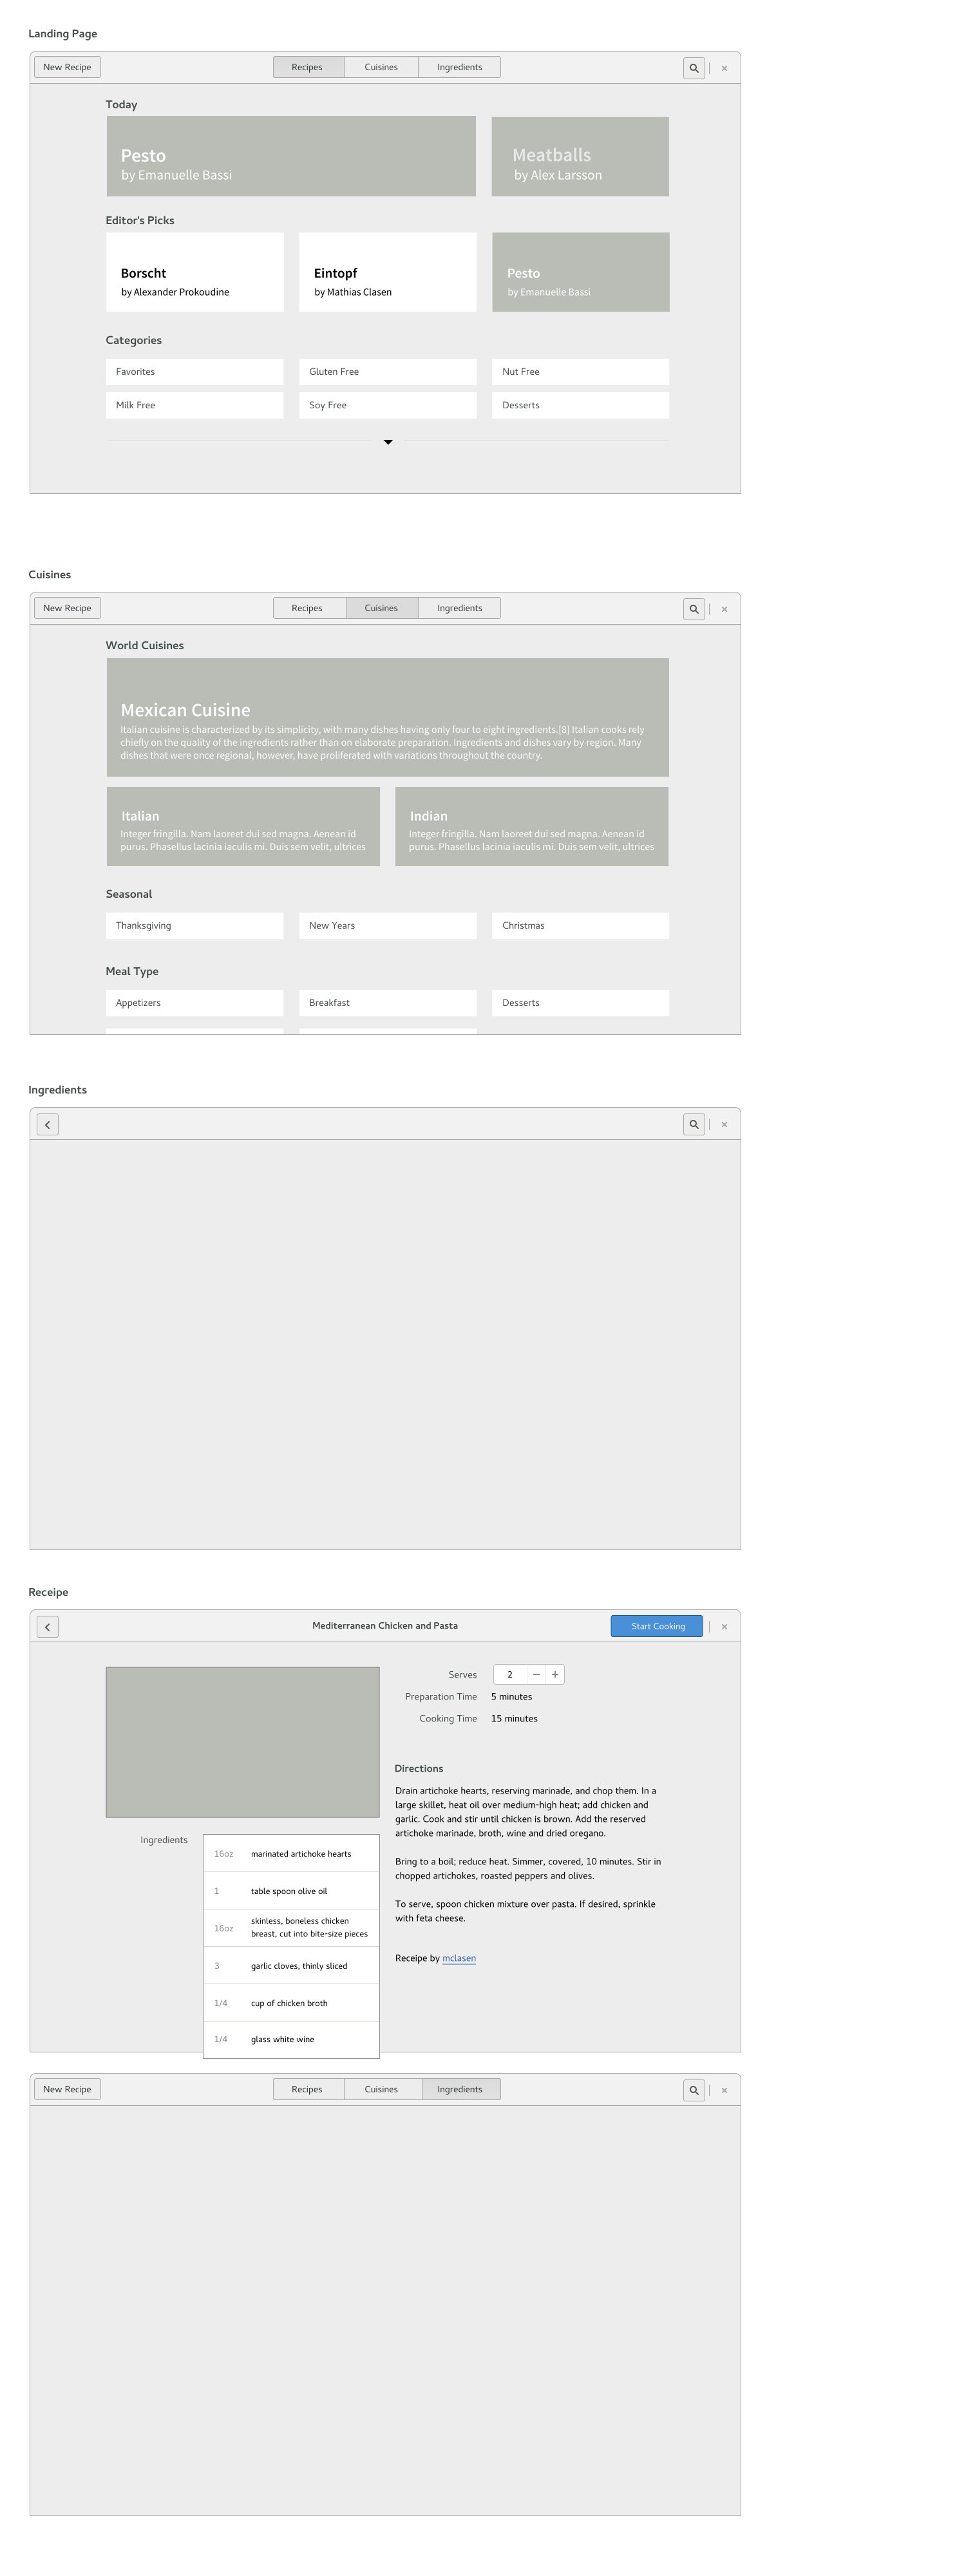 Landing Page
New Recipe
Recipes
Cuisines
Ingredients
Today
Pesto
by Emanuelle Bassi
Meatballs
by Alex Larsson
Editor's Picks
Borscht
by Alexander Prokoudine
Eintopf
by Mathias Clasen
Pesto
by Emanuelle Bassi
Categories
Favorites
Gluten Free
Nut Free
Milk Free
Soy Free
Desserts
Cuisines
New Recipe
Recipes
Cuisines
Ingredients
World Cuisines
Mexican Cuisine
Italian cuisine is characterized by its simplicity, with many dishes having only four to eight ingredients.[8] Italian cooks rely
chiefly on the quality of the ingredients rather than on elaborate preparation. Ingredients and dishes vary by region. Many
dishes that were once regional, however, have proliferated with variations throughout the country.
Italian
Integer fringilla. Nam laoreet dui sed magna. Aenean id
purus. Phasellus lacinia iaculis mi. Duis sem velit, ultrices
Indian
Integer fringilla. Nam laoreet dui sed magna. Aenean id
purus. Phasellus lacinia iaculis mi. Duis sem velit, ultrices
Seasonal
Thanksgiving
New Years
Christmas
Meal Type
Appetizers
Breakfast
Desserts
Ingredients
Receipe
Mediterranean Chicken and Pasta
Start Cooking
Serves
2
Preparation Time
5 minutes
Cooking Time
15 minutes
Ingredients
16oz
marinated artichoke hearts
1
table spoon olive oil
16oz
skinless, boneless chicken
breast, cut into bite-size pieces
3
garlic cloves, thinly sliced
1/4
cup of chicken broth
1/4
glass white wine
Directions
Drain artichoke hearts, reserving marinade, and chop them. In a
large skillet, heat oil over medium-high heat; add chicken and
garlic. Cook and stir until chicken is brown. Add the reserved
artichoke marinade, broth, wine and dried oregano.
Bring to a boil; reduce heat. Simmer, covered, 10 minutes. Stir in
chopped artichokes, roasted peppers and olives.
To serve, spoon chicken mixture over pasta. If desired, sprinkle
with feta cheese.
Receipe by mclasen
New Recipe
Recipes
Cuisines
Ingredients